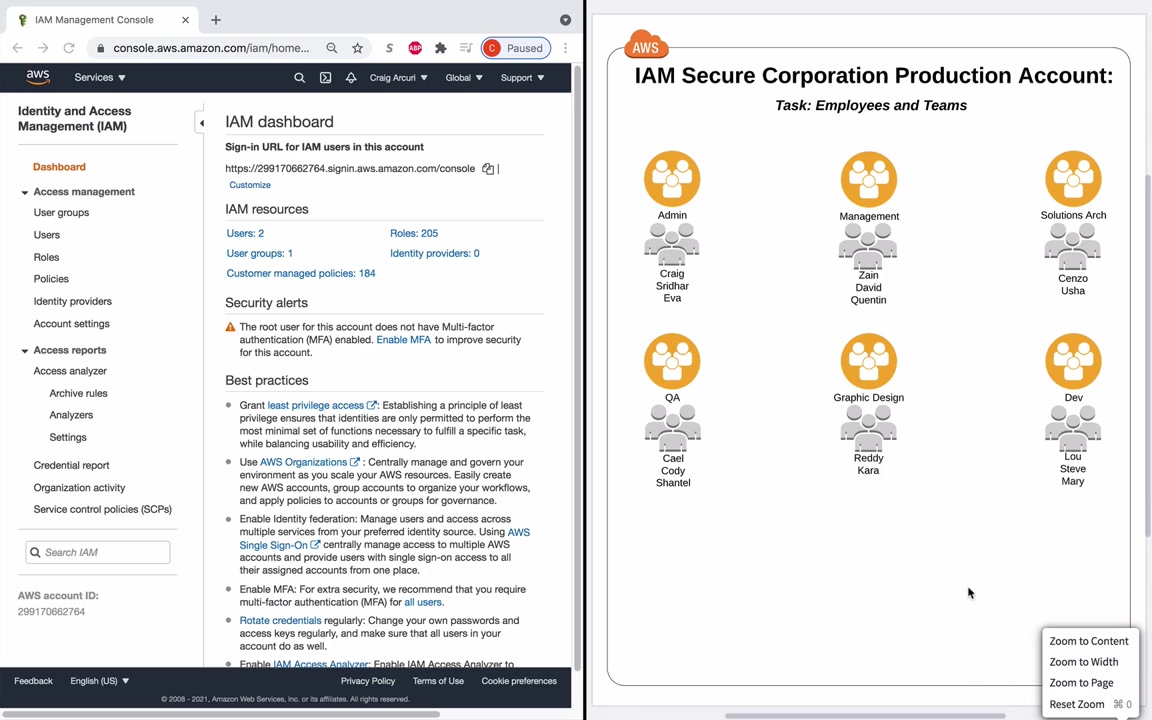 IAM Management Console
console.aws.amazon.com/iam/home...
S
ABP
C
Paused
aws
Services
Craig Arcuri
Global
Support
Identity and Access
Management (IAM)
Dashboard
Access management
User groups
Users
Roles
Policies
Identity providers
Account settings
Access reports
Access analyzer
Archive rules
Analyzers
Settings
Credential report
Organization activity
Service control policies (SCPs)
Search IAM
AWS account ID:
299170662764
IAM dashboard
Sign-in URL for IAM users in this account
https://299170662764.signin.aws.amazon.com/console |
Customize
IAM resources
Users: 2
Roles: 205
User groups: 1
Identity providers: 0
Customer managed policies: 184
Security alerts
The root user for this account does not have Multi-factor
authentication (MFA) enabled. Enable MFA to improve security
for this account.
Best practices
Grant least privilege access : Establishing a principle of least
privilege ensures that identities are only permitted to perform the
most minimal set of functions necessary to fulfill a specific task,
while balancing usability and efficiency.
Use AWS Organizations : Centrally manage and govern your
environment as you scale your AWS resources. Easily create
new AWS accounts, group accounts to organize your workflows,
and apply policies to accounts or groups for governance.
Enable Identity federation: Manage users and access across
multiple services from your preferred identity source. Using AWS
Single Sign-On centrally manage access to multiple AWS
accounts and provide users with single sign-on access to all
their assigned accounts from one place.
Enable MFA: For extra security, we recommend that you require
multi-factor authentication (MFA) for all users.
Rotate credentials regularly: Change your own passwords and
access keys regularly, and make sure that all users in your
account do as well.
Enable IAM Access Analyzer: Enable IAM Access Analyzer to
Feedback
English (US)
Privacy Policy
Terms of Use
Cookie preferences
© 2008 - 2021, Amazon Web Services, Inc. or its affiliates. All rights reserved.
AWS
IAM Secure Corporation Production Account:
Task: Employees and Teams
Admin
Craig
Sridhar
Eva
Management
Zain
David
Quentin
Solutions Arch
Cenzo
Usha
QA
Cael
Cody
Shantel
Graphic Design
Reddy
Kara
Dev
Lou
Steve
Mary
Zoom to Content
Zoom to Width
Zoom to Page
Reset Zoom ⌘ 0